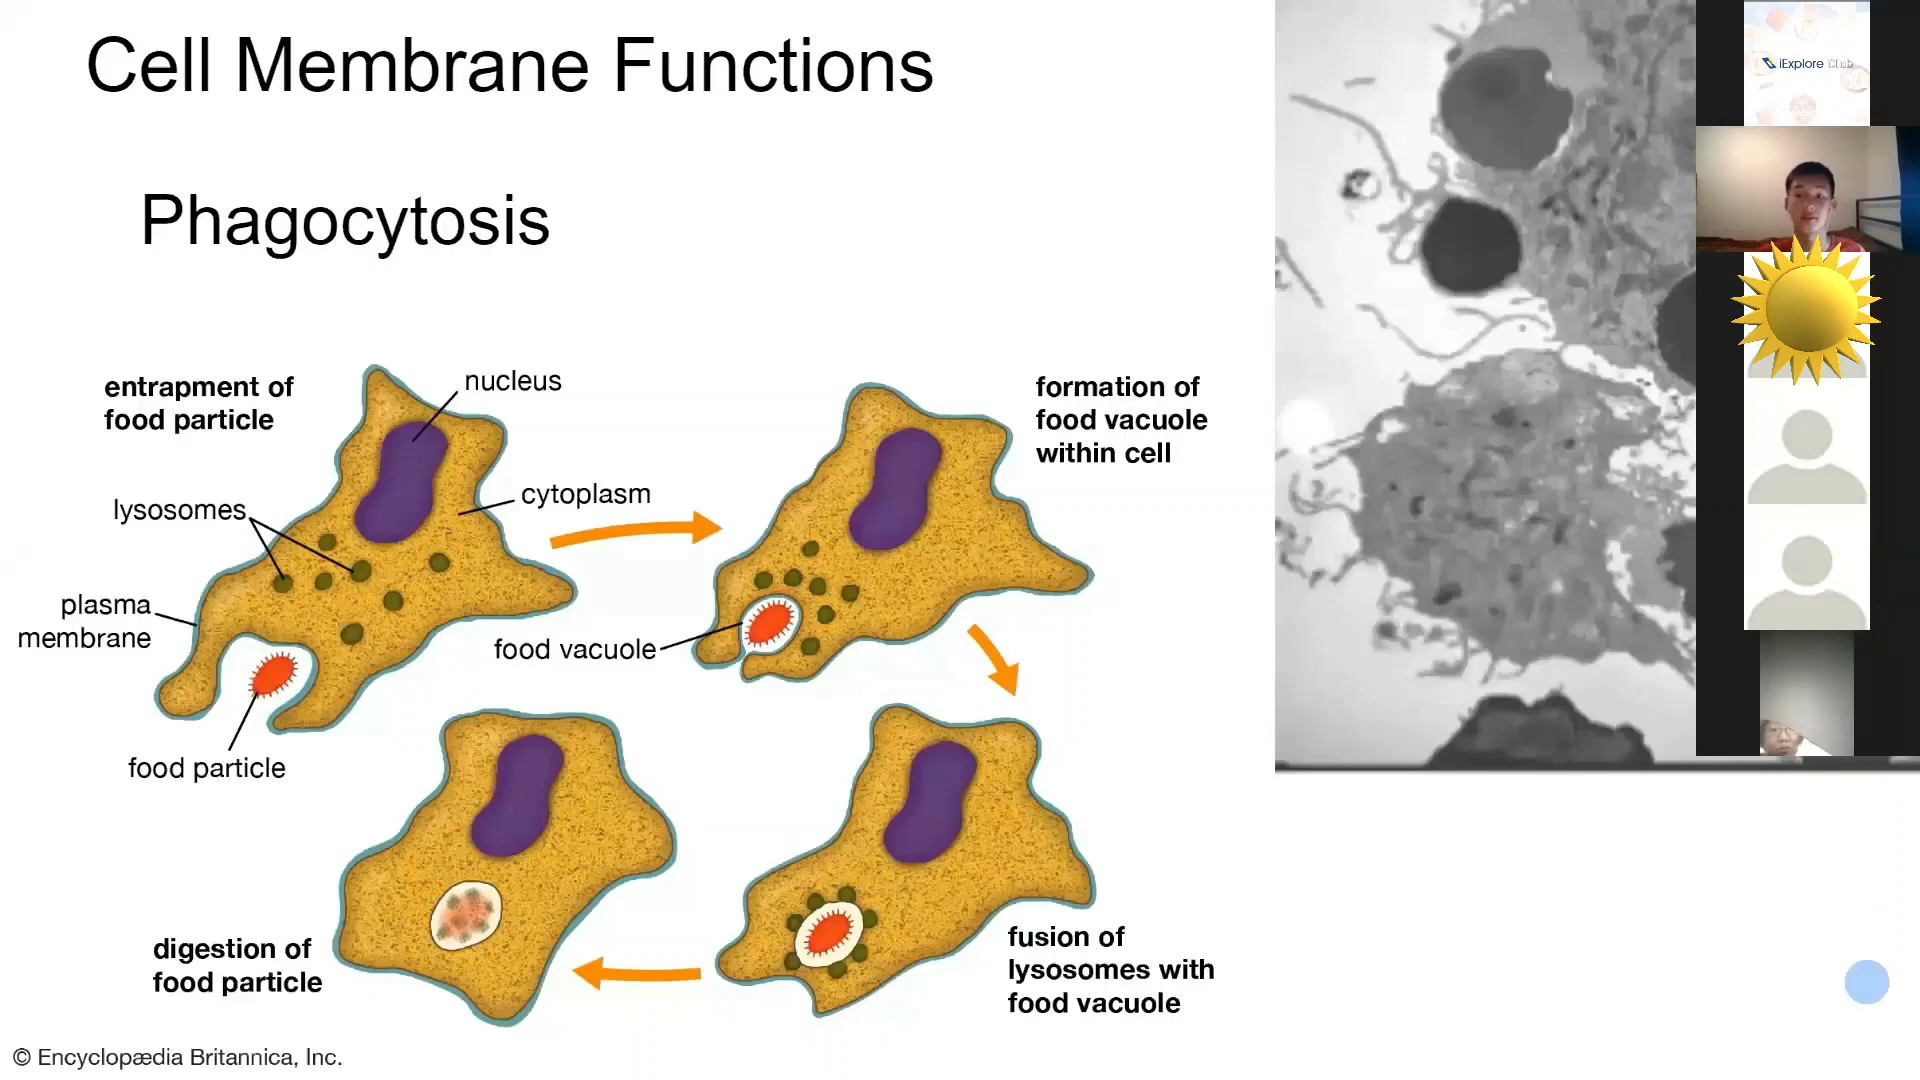 Cell Membrane Functions
Phagocytosis
entrapment of
food particle
nucleus
cytoplasm
lysosomes
plasma
membrane
food particle
formation of
food vacuole
within cell
food vacuole
fusion of
lysosomes with
food vacuole
digestion of
food particle
© Encyclopædia Britannica, Inc.
iExplore Club